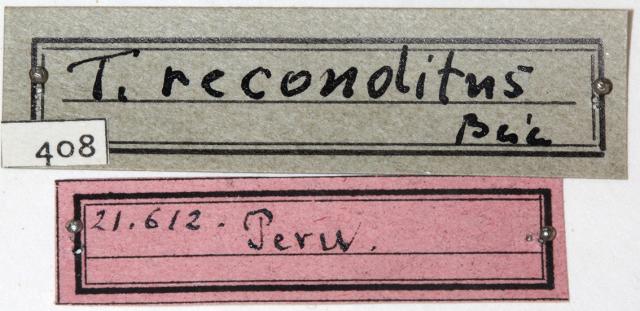 T. reconditus
408
21.612. Peru.